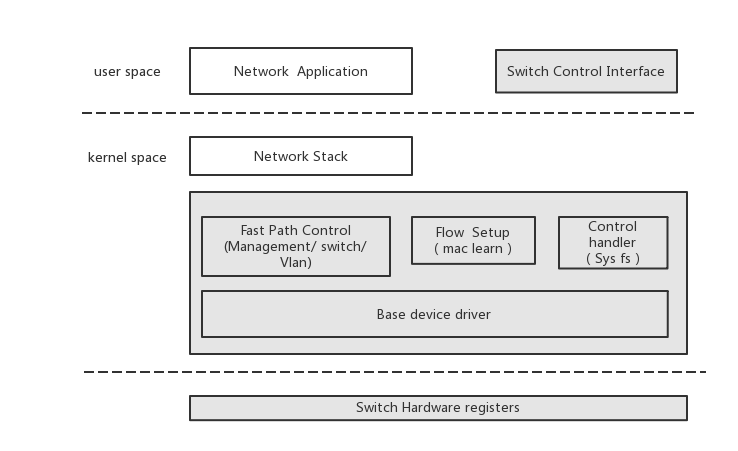 user space
Network Application
Switch Control Interface
kernel space
Network Stack
Fast Path Control
(Management/ switch/
Vlan)
Flow Setup
( mac learn )
Control
handler
( Sys fs )
Base device driver
Switch Hardware registers